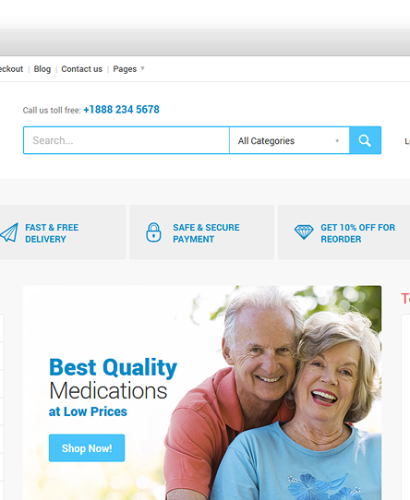 Blog | Contact us | Pages
Call us toll free: +1888 234 5678
Search...
All Categories
FAST & FREE
DELIVERY
SAFE & SECURE
PAYMENT
GET 10% OFF FOR
REORDER
Best Quality
Medications
at Low Prices
Shop Now!